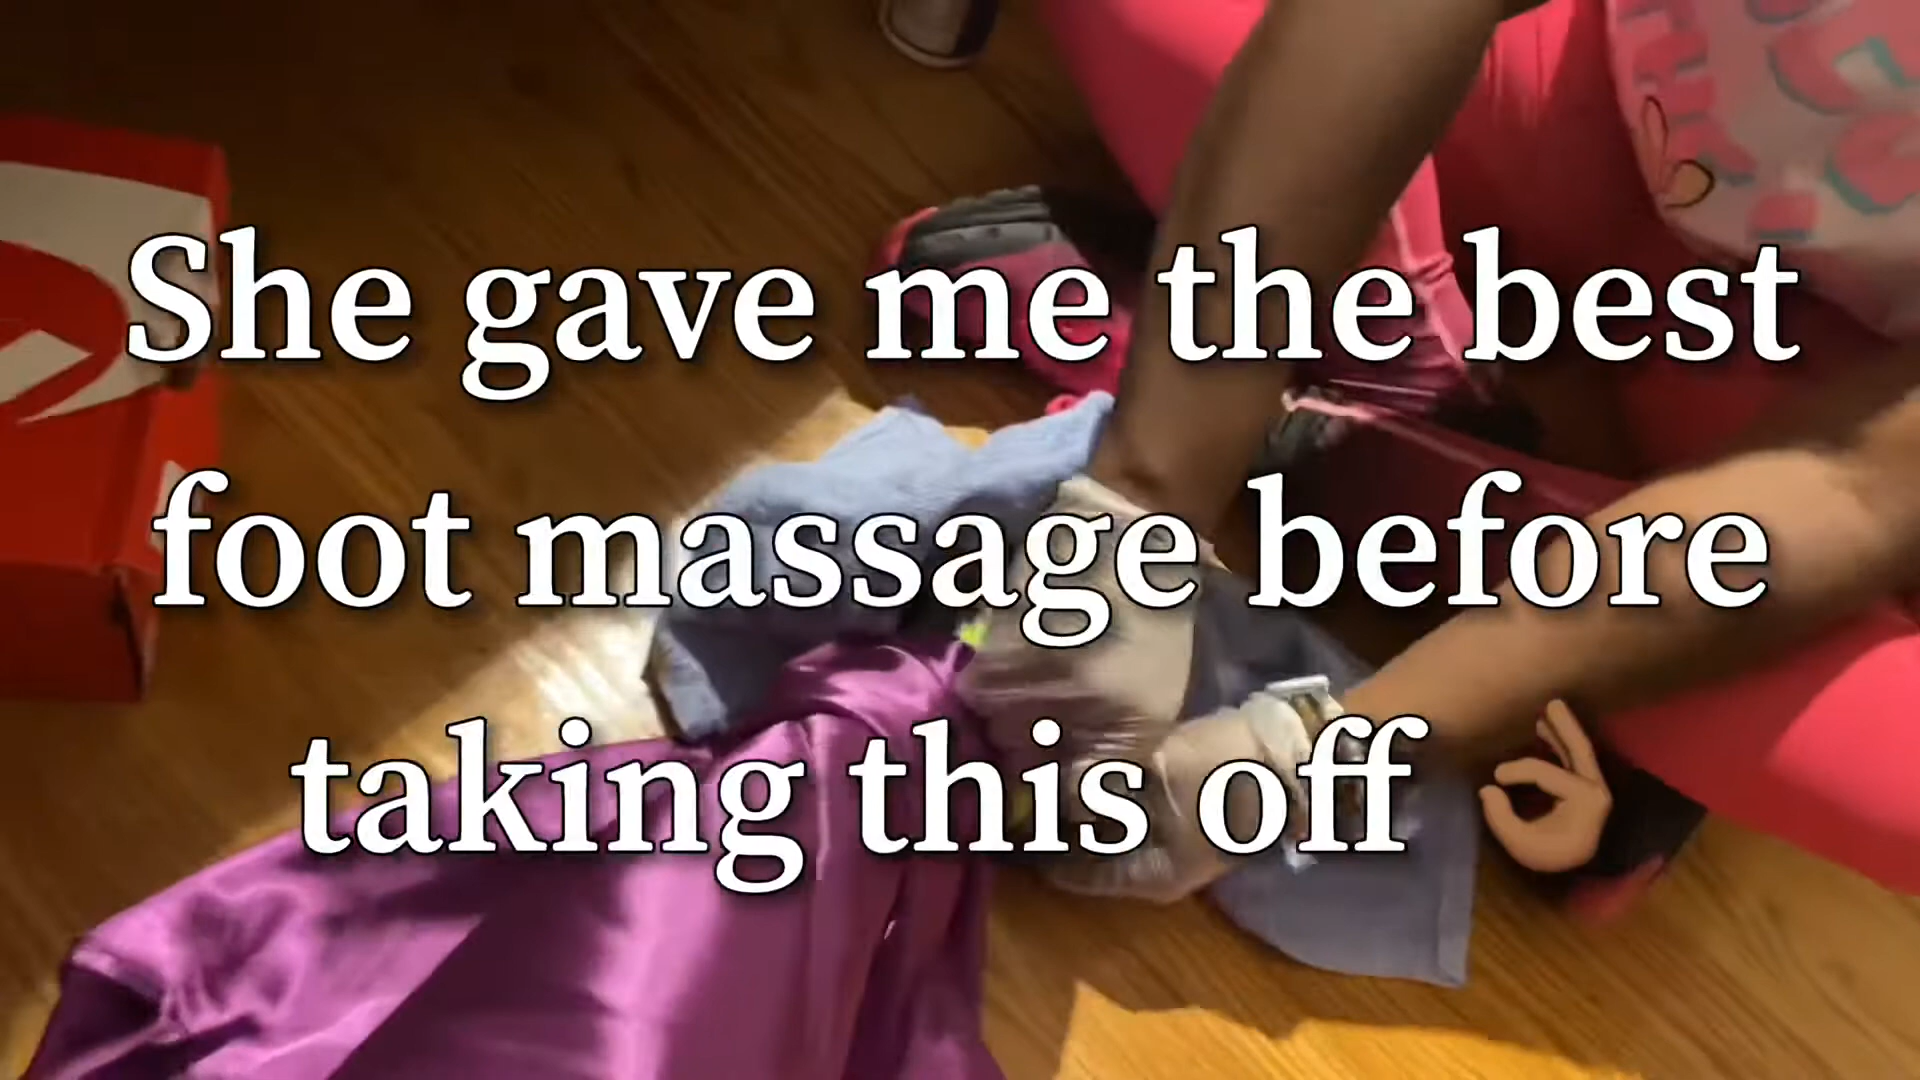 She gave me the best
foot massage before
taking this off 👌